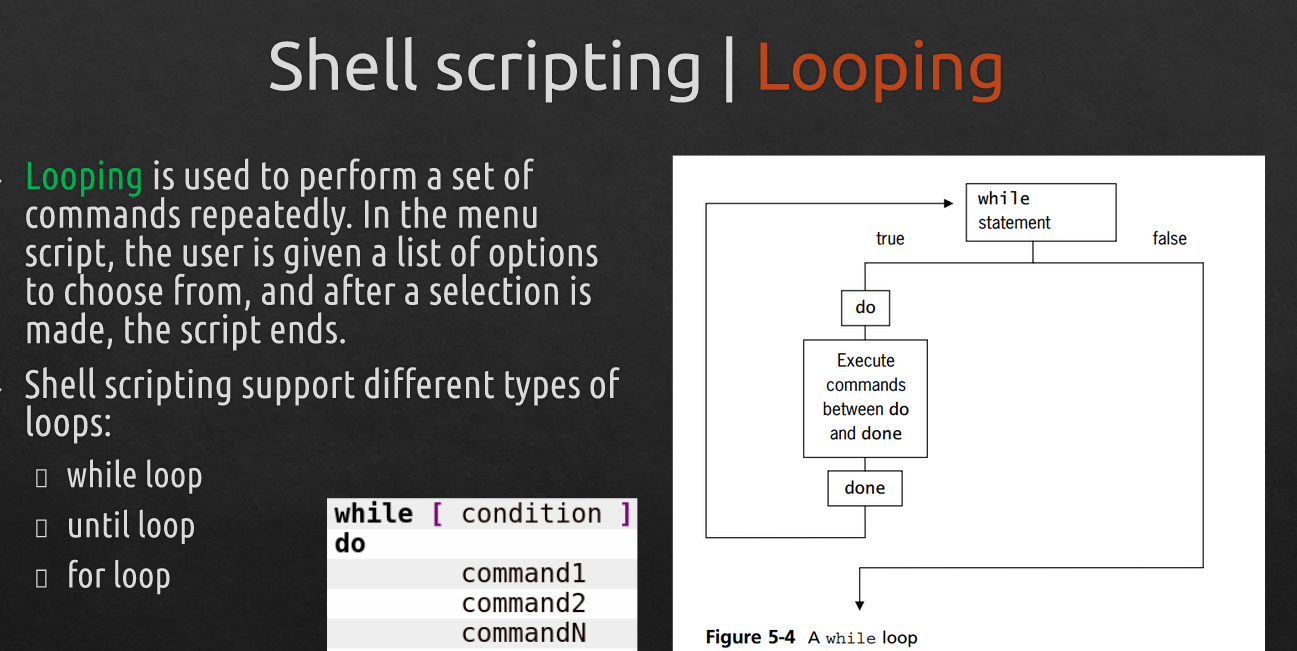 Shell scripting | Looping
Looping is used to perform a set of
commands repeatedly. In the menu
script, the user is given a list of options
to choose from, and after a selection is
made, the script ends.
Shell scripting support different types of
loops:
while loop
until loop
for loop
while [ condition ]
do
command1
command2
commandN
while
statement
true
false
do
Execute
commands
between do
and done
done
Figure 5-4 A while loop